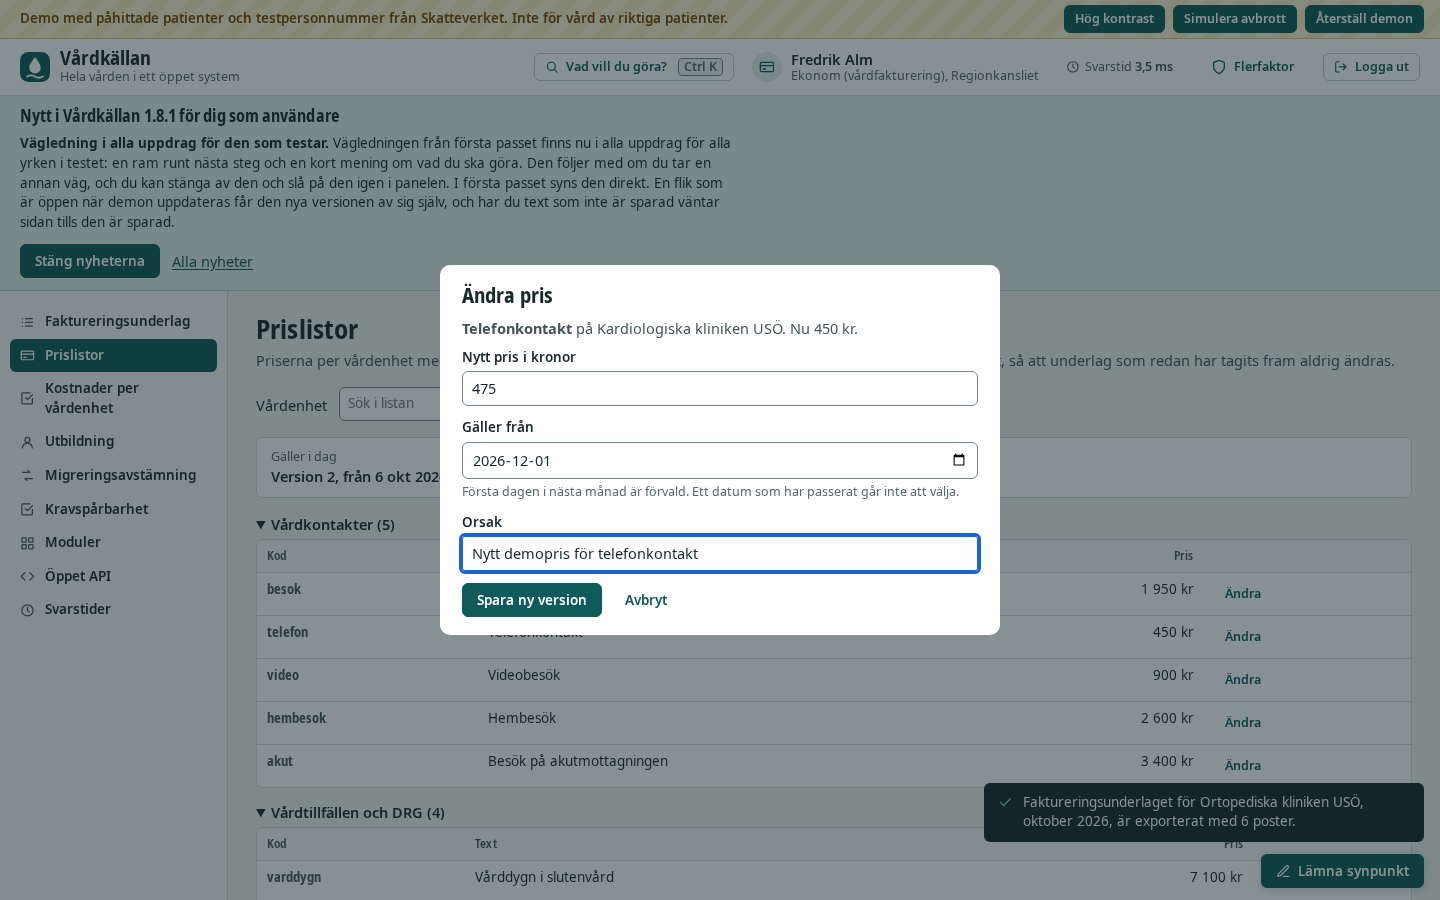 Demo med påhittade patienter och testpersonnummer från Skatteverket. Inte för vård av riktiga patienter.
Hög kontrast
Simulera avbrott
Återställ demon
Vårdkällan
Hela vården i ett öppet system
Vad vill du göra? Ctrl K
Fredrik Alm
Ekonom (vårdfakturering), Regionkansliet
Svarstid 3,5 ms
Flerfaktor
Logga ut
Nytt i Vårdkällan 1.8.1 för dig som användare
Vägledning i alla uppdrag för den som testar. Vägledningen från första passet finns nu i alla uppdrag för alla
yrken i testet: en ram runt nästa steg och en kort mening om vad du ska göra. Den följer med om du tar en
annan väg, och du kan stänga av den och slå på den igen i panelen. I första passet syns den direkt. En flik som
är öppen när demon uppdateras får den nya versionen av sig själv, och har du text som inte är sparad väntar
sidan tills den är sparad.
Stäng nyheterna
Alla nyheter
Faktureringsunderlag
Prislistor
Kostnader per
vårdenhet
Utbildning
Migreringsavstämning
Kravspårbarhet
Moduler
Öppet API
Svarstider
Prislistor
Priserna per vårdenhet me
, så att underlag som redan har tagits fram aldrig ändras.
Vårdenhet
Sök i listan
Gäller i dag
Version 2, från 6 okt 202
Vårdkontakter (5)
Kod
Pris
besok
1 950 kr
Ändra
telefon
Telefonkontakt
450 kr
Ändra
video
Videobesök
900 kr
Ändra
hembesok
Hembesök
2 600 kr
Ändra
akut
Besök på akutmottagningen
3 400 kr
Ändra
Vårdtillfällen och DRG (4)
Kod
Text
Pris
varddygn
Vårddygn i slutenvård
7 100 kr
Ändra pris
Telefonkontakt på Kardiologiska kliniken USÖ. Nu 450 kr.
Nytt pris i kronor
475
Gäller från
2026-12-01
Första dagen i nästa månad är förvald. Ett datum som har passerat går inte att välja.
Orsak
Nytt demopris för telefonkontakt
Spara ny version
Avbryt
Faktureringsunderlaget för Ortopediska kliniken USÖ,
oktober 2026, är exporterat med 6 poster.
Lämna synpunkt